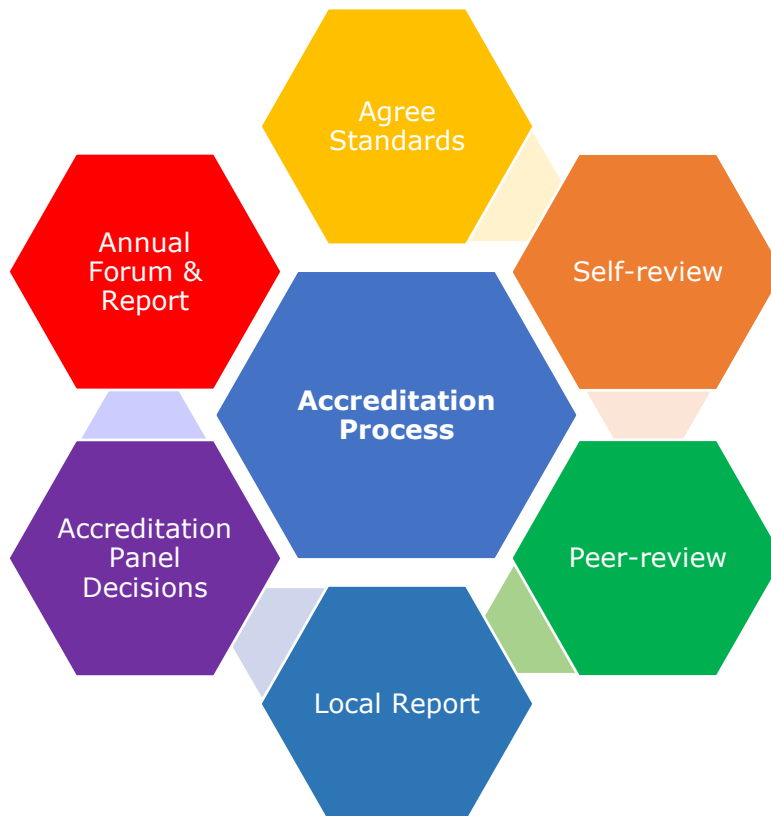 Agree
Standards
Self-review
Peer-review
Local Report
Accreditation
Panel
Decisions
Annual
Forum &
Report
Accreditation
Process